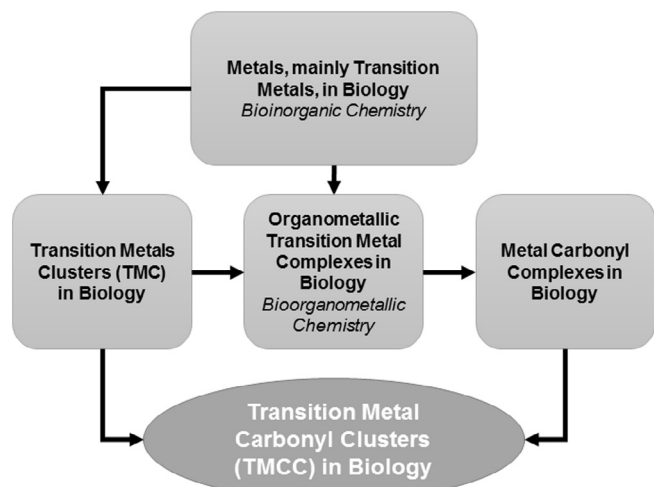 Metals, mainly Transition
Metals, in Biology
Bioinorganic Chemistry
Transition Metals
Clusters (TMC)
in Biology
Organometallic
Transition Metal
Complexes in
Biology
Bioorganometallic
Chemistry
Metal Carbonyl
Complexes in
Biology
Transition Metal
Carbonyl Clusters
(TMCC) in Biology